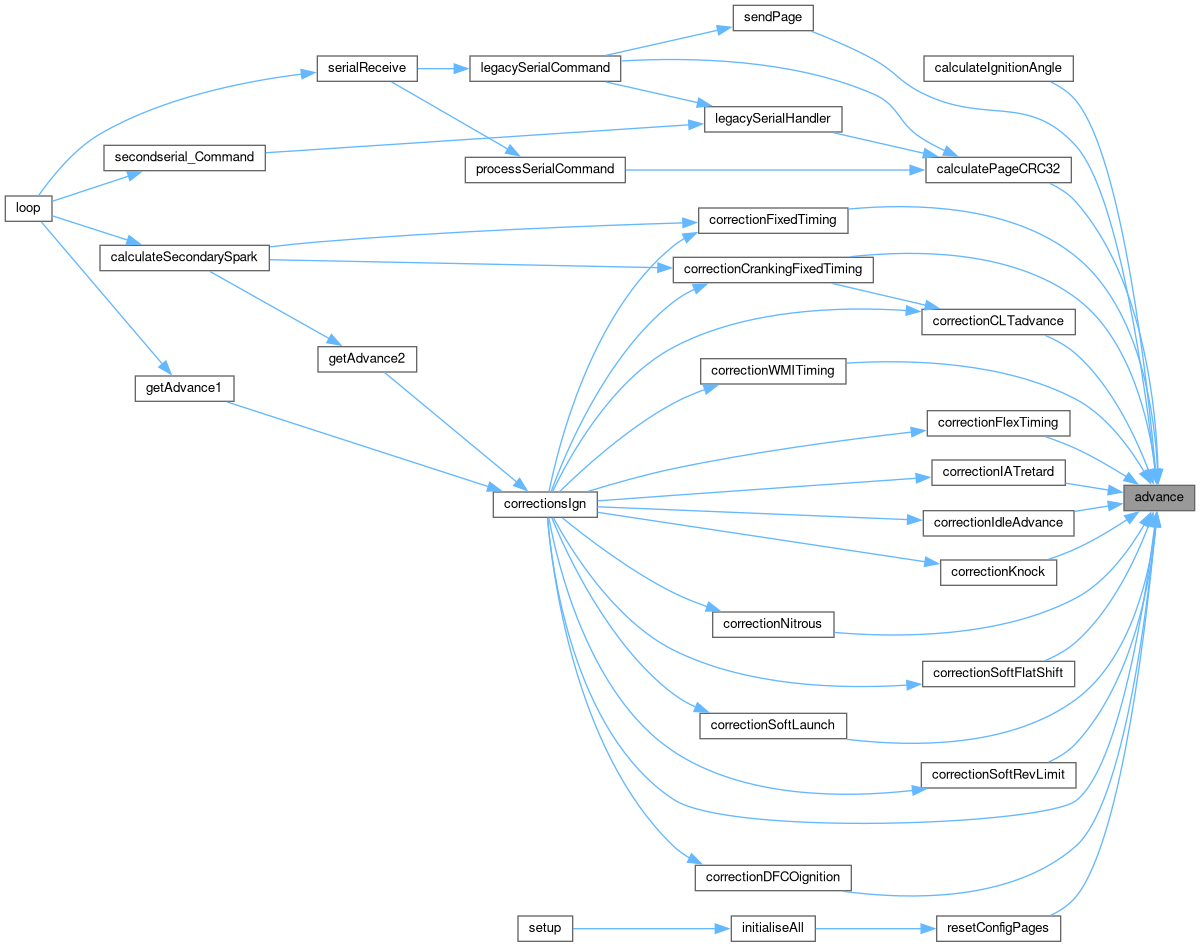 sendPage
calculateIgnitionAngle
serialReceive
legacySerialCommand
legacySerialHandler
secondserial_Command
processSerialCommand
calculatePageCRC32
loop
correctionFixedTiming
calculateSecondarySpark
correctionCrankingFixedTiming
correctionCLTadvance
getAdvance2
correctionWMITiming
getAdvance1
correctionFlexTiming
correctionIATretard
advance
correctionsIgn
correctionIdleAdvance
correctionKnock
correctionNitrous
correctionSoftFlatShift
correctionSoftLaunch
correctionSoftRevLimit
correctionDFCOignition
setup
initialiseAll
resetConfigPages